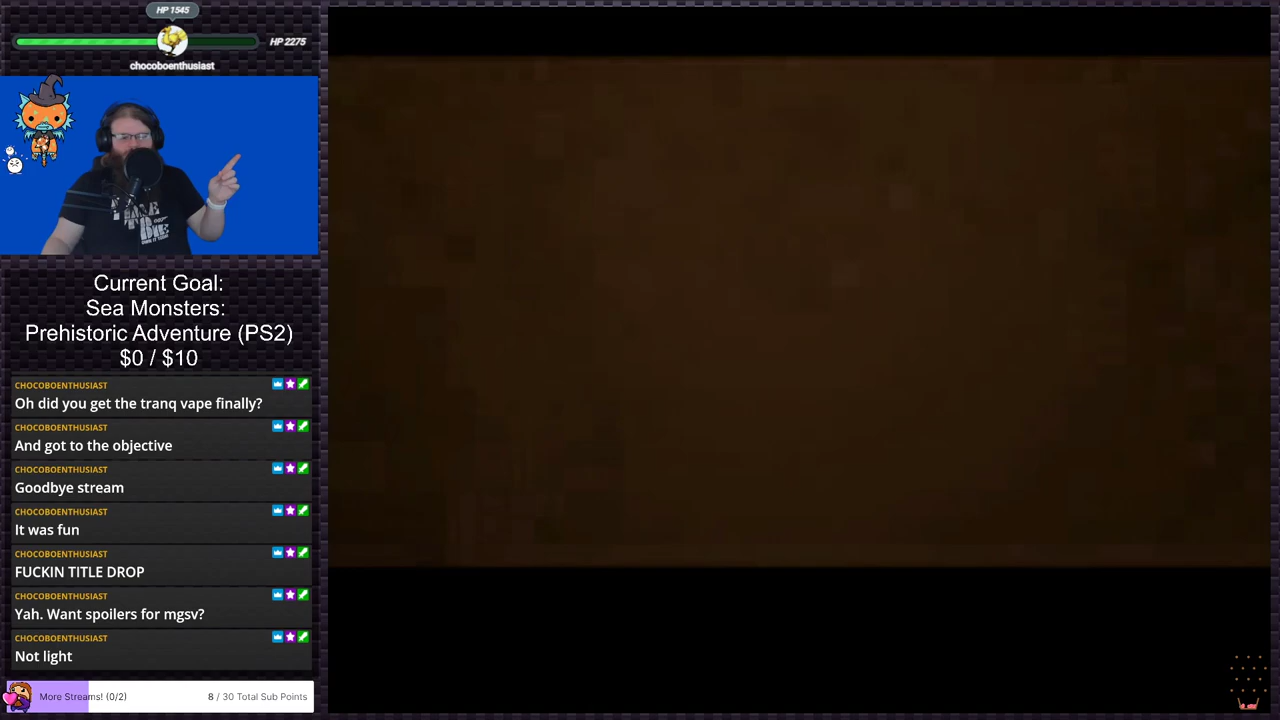 HP 1545
HP 2275
chocoboenthusiast
Current Goal:
Sea Monsters:
Prehistoric Adventure (PS2)
$0 / $10
CHOCOBOENTHUSIAST
Oh did you get the tranq vape finally?
CHOCOBOENTHUSIAST
And got to the objective
CHOCOBOENTHUSIAST
Goodbye stream
CHOCOBOENTHUSIAST
It was fun
CHOCOBOENTHUSIAST
FUCKIN TITLE DROP
CHOCOBOENTHUSIAST
Yah. Want spoilers for mgsv?
CHOCOBOENTHUSIAST
Not light
More Streams! (0/2)
8 / 30 Total Sub Points